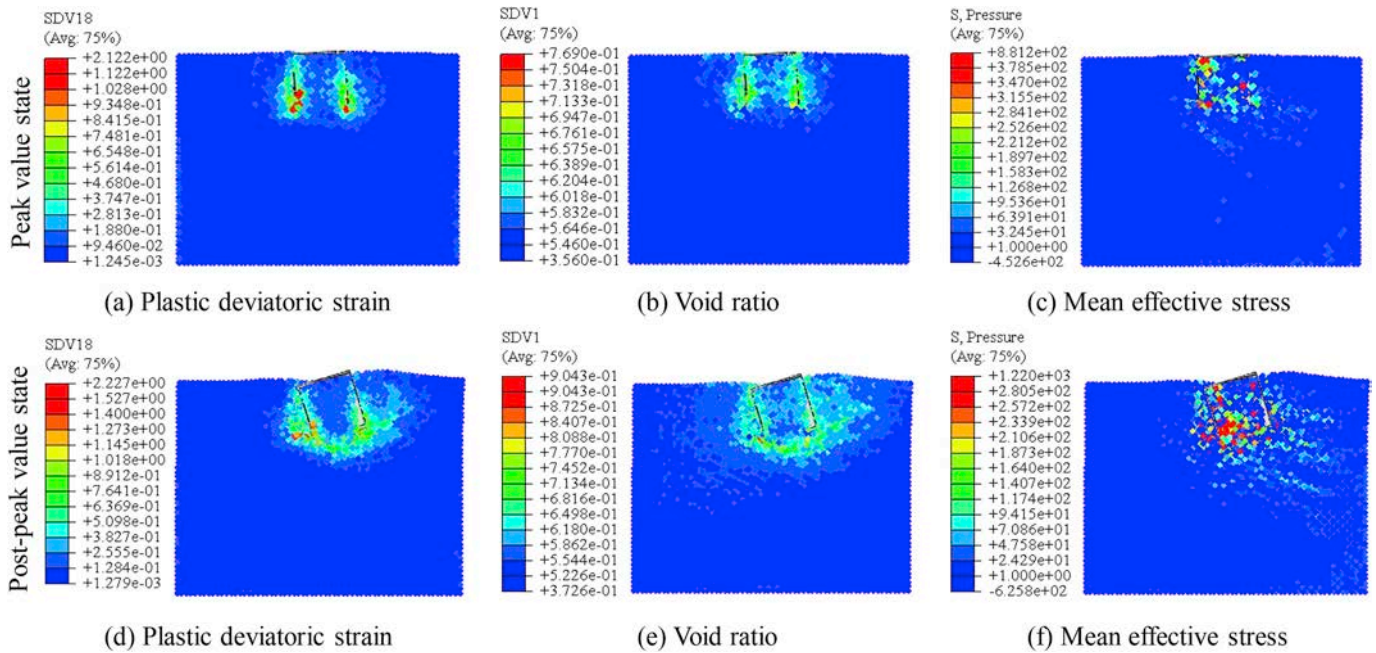 SDV18
(Avg: 75%)
+2.122e+00
+1.122e+00
+1.028e+00
+9.348e-01
+8.415e-01
+7.481e-01
+6.548e-01
+5.614e-01
+4.680e-01
+3.747e-01
+2.813e-01
+1.880e-01
+9.460e-02
+1.245e-03
SDV1
(Avg: 75%)
+7.690e-01
+7.504e-01
+7.318e-01
+7.133e-01
+6.947e-01
+6.761e-01
+6.575e-01
+6.389e-01
+6.204e-01
+6.018e-01
+5.832e-01
+5.646e-01
+5.460e-01
+3.560e-01
S, Pressure
(Avg: 75%)
+8.812e+02
+3.785e+02
+3.470e+02
+3.155e+02
+2.841e+02
+2.526e+02
+2.212e+02
+1.897e+02
+1.583e+02
+1.268e+02
+9.536e+01
+6.391e+01
+3.245e+01
+1.000e+00
-4.526e+02
Peak value state
(a) Plastic deviatoric strain
(b) Void ratio
(c) Mean effective stress
SDV18
(Avg: 75%)
+2.227e+00
+1.527e+00
+1.400e+00
+1.273e+00
+1.145e+00
+1.018e+00
+8.912e-01
+7.641e-01
+6.369e-01
+5.098e-01
+3.827e-01
+2.555e-01
+1.284e-01
+1.279e-03
SDV1
(Avg: 75%)
+9.043e-01
+9.043e-01
+8.725e-01
+8.407e-01
+8.088e-01
+7.770e-01
+7.452e-01
+7.134e-01
+6.816e-01
+6.498e-01
+6.180e-01
+5.862e-01
+5.544e-01
+5.226e-01
+3.726e-01
S, Pressure
(Avg: 75%)
+1.220e+03
+2.805e+02
+2.572e+02
+2.339e+02
+2.106e+02
+1.873e+02
+1.640e+02
+1.407e+02
+1.174e+02
+9.415e+01
+7.086e+01
+4.758e+01
+2.429e+01
+1.000e+00
-6.258e+02
Post-peak value state
(d) Plastic deviatoric strain
(e) Void ratio
(f) Mean effective stress